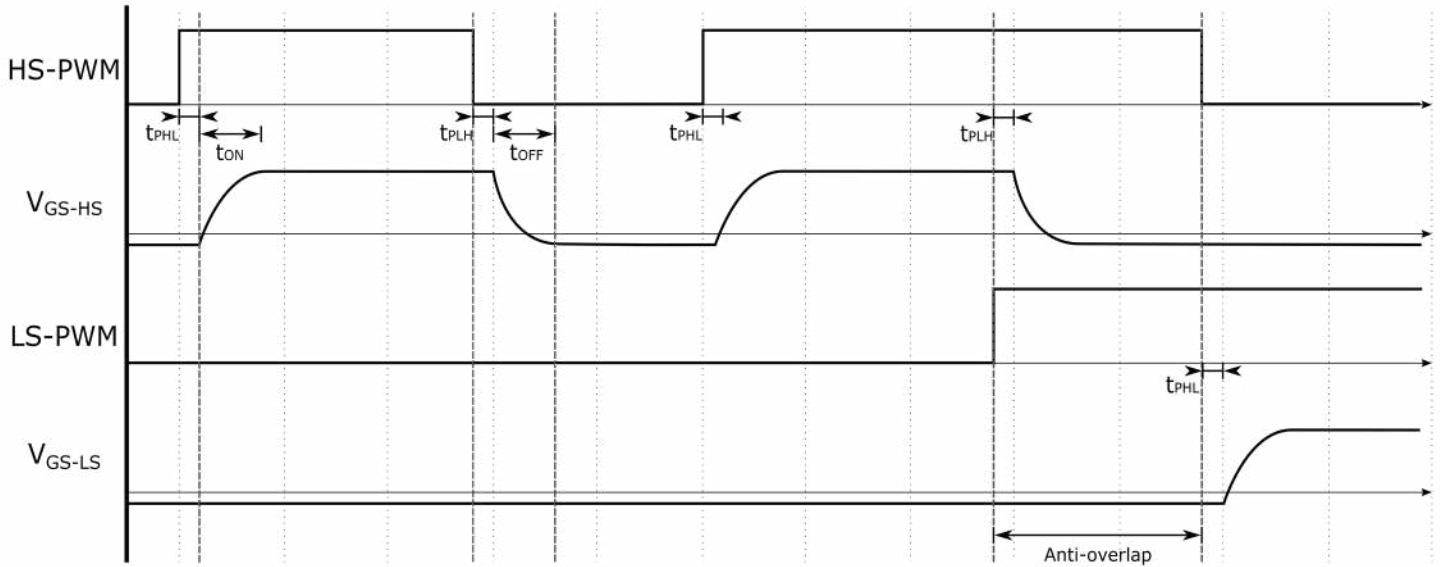 HS-PWM
tPHL
tPLH
tPHL
tPLH
tON
tOFF
VGS-HS
LS-PWM
tPHL
VGS-LS
Anti-overlap